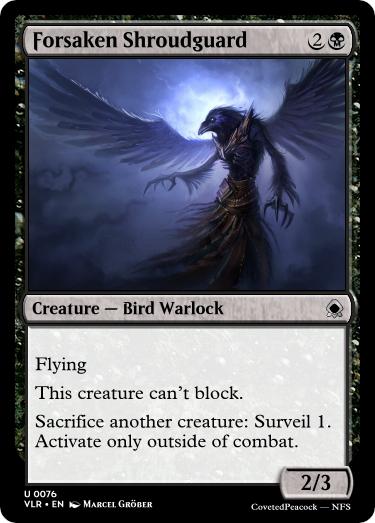 Forsaken Shroudguard 2
Creature — Bird Warlock
Flying
This creature can't block.
Sacrifice another creature: Surveil 1.
Activate only outside of combat.
2/3
U 0076
VLR • EN Marcel Gröber
CovetedPeacock — NFS